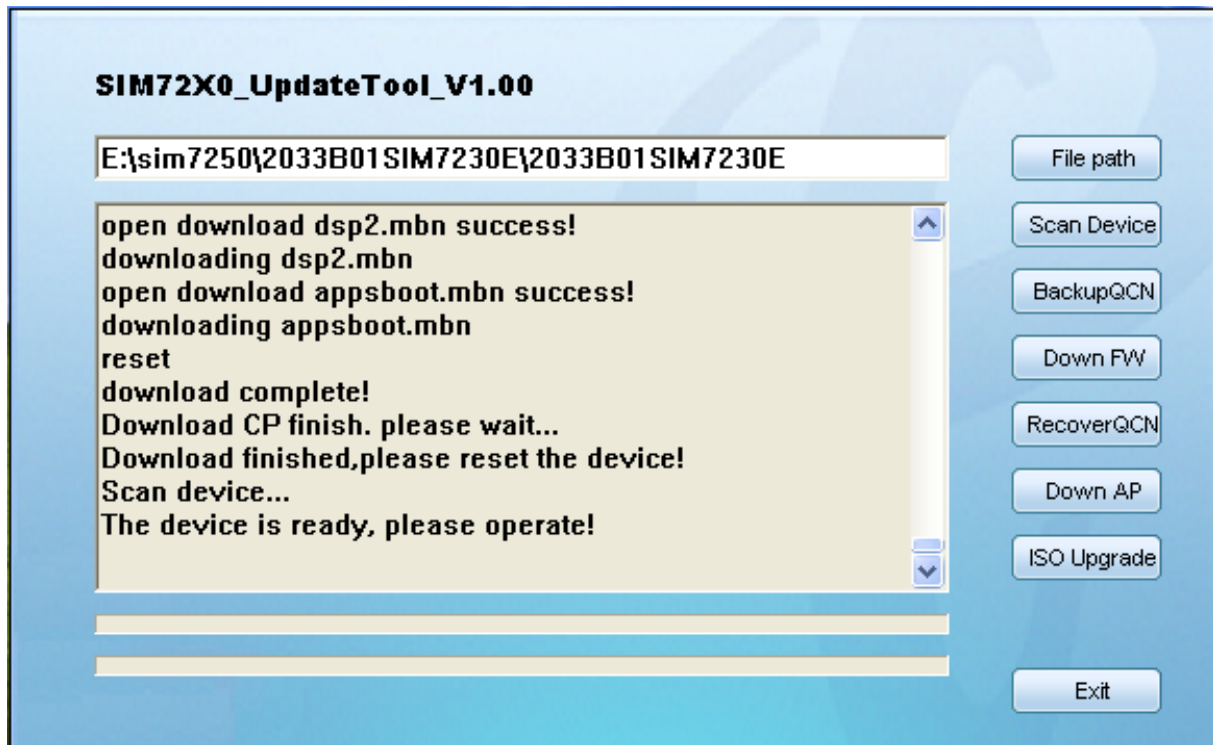 SIM72X0_UpdateTool_V1.00
E:\sim7250\2033B01SIM7230E\2033B01SIM7230E
File path
open download dsp2.mbn success!
downloading dsp2.mbn
open download appsboot.mbn success!
downloading appsboot.mbn
reset
download complete!
Download CP finish. please wait...
Download finished,please reset the device!
Scan device...
The device is ready, please operate!
Scan Device
BackupQCN
Down FW
RecoverQCN
Down AP
ISO Upgrade
Exit